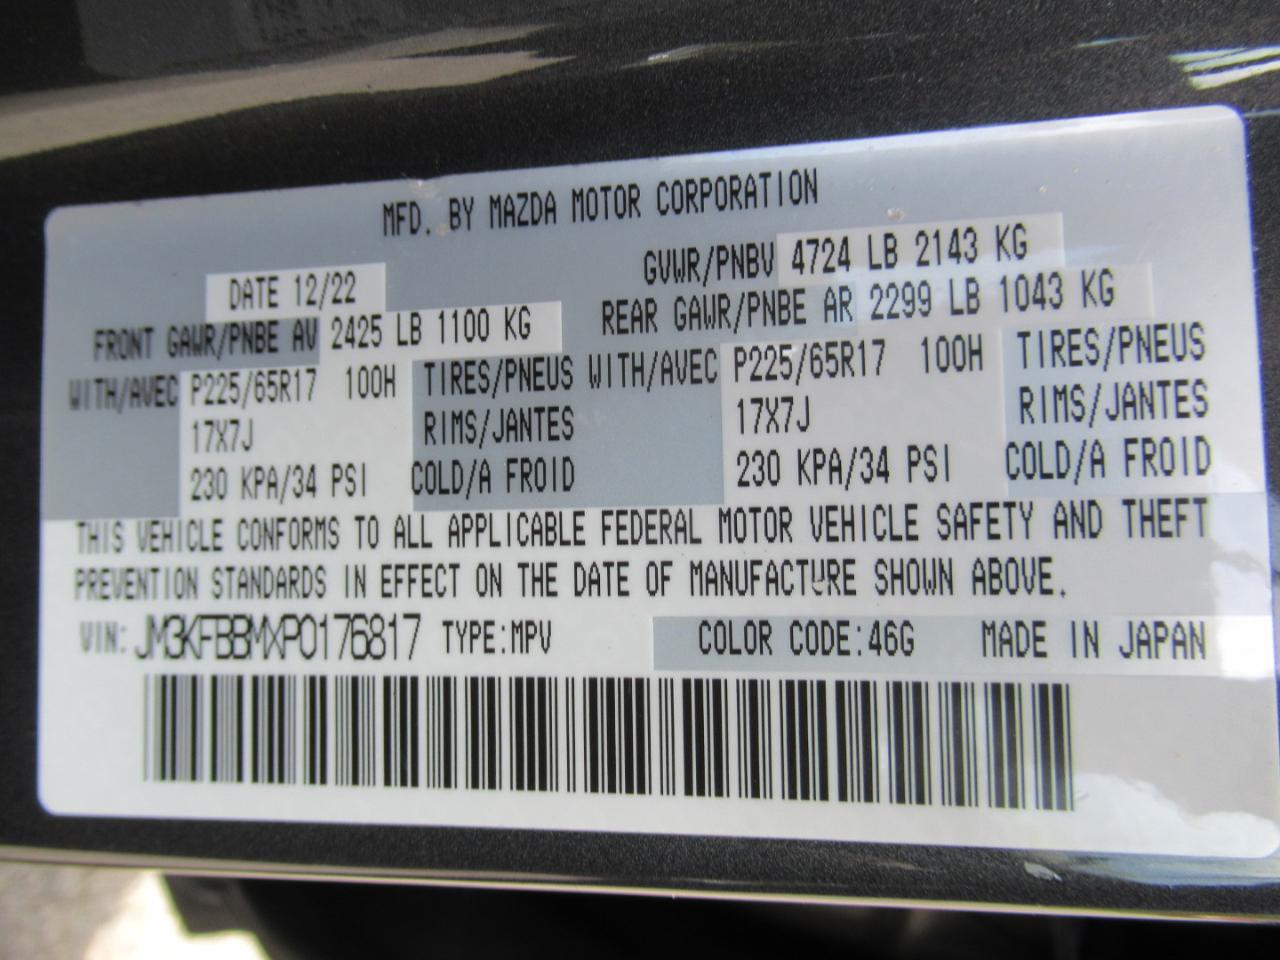 MFD. BY MAZDA MOTOR CORPORATION
DATE 12/22 GVWR/PNBV 4724 LB 2143 KG
FRONT GAWR/PNBE AV 2425 LB 1100 KG REAR GAWR/PNBE AR 2299 LB 1043 KG
WITH/AVEC P225/65R17 100H TIRES/PNEUS WITH/AVEC P225/65R17 100H TIRES/PNEUS
17X7J RIMS/JANTES 17X7J RIMS/JANTES
230 KPA/34 PSI COLD/A FROID 230 KPA/34 PSI COLD/A FROID
THIS VEHICLE CONFORMS TO ALL APPLICABLE FEDERAL MOTOR VEHICLE SAFETY AND THEFT
PREVENTION STANDARDS IN EFFECT ON THE DATE OF MANUFACTURE SHOWN ABOVE.
VIN: JM3KFBBMXP0176817 TYPE:MPV COLOR CODE:46G MADE IN JAPAN